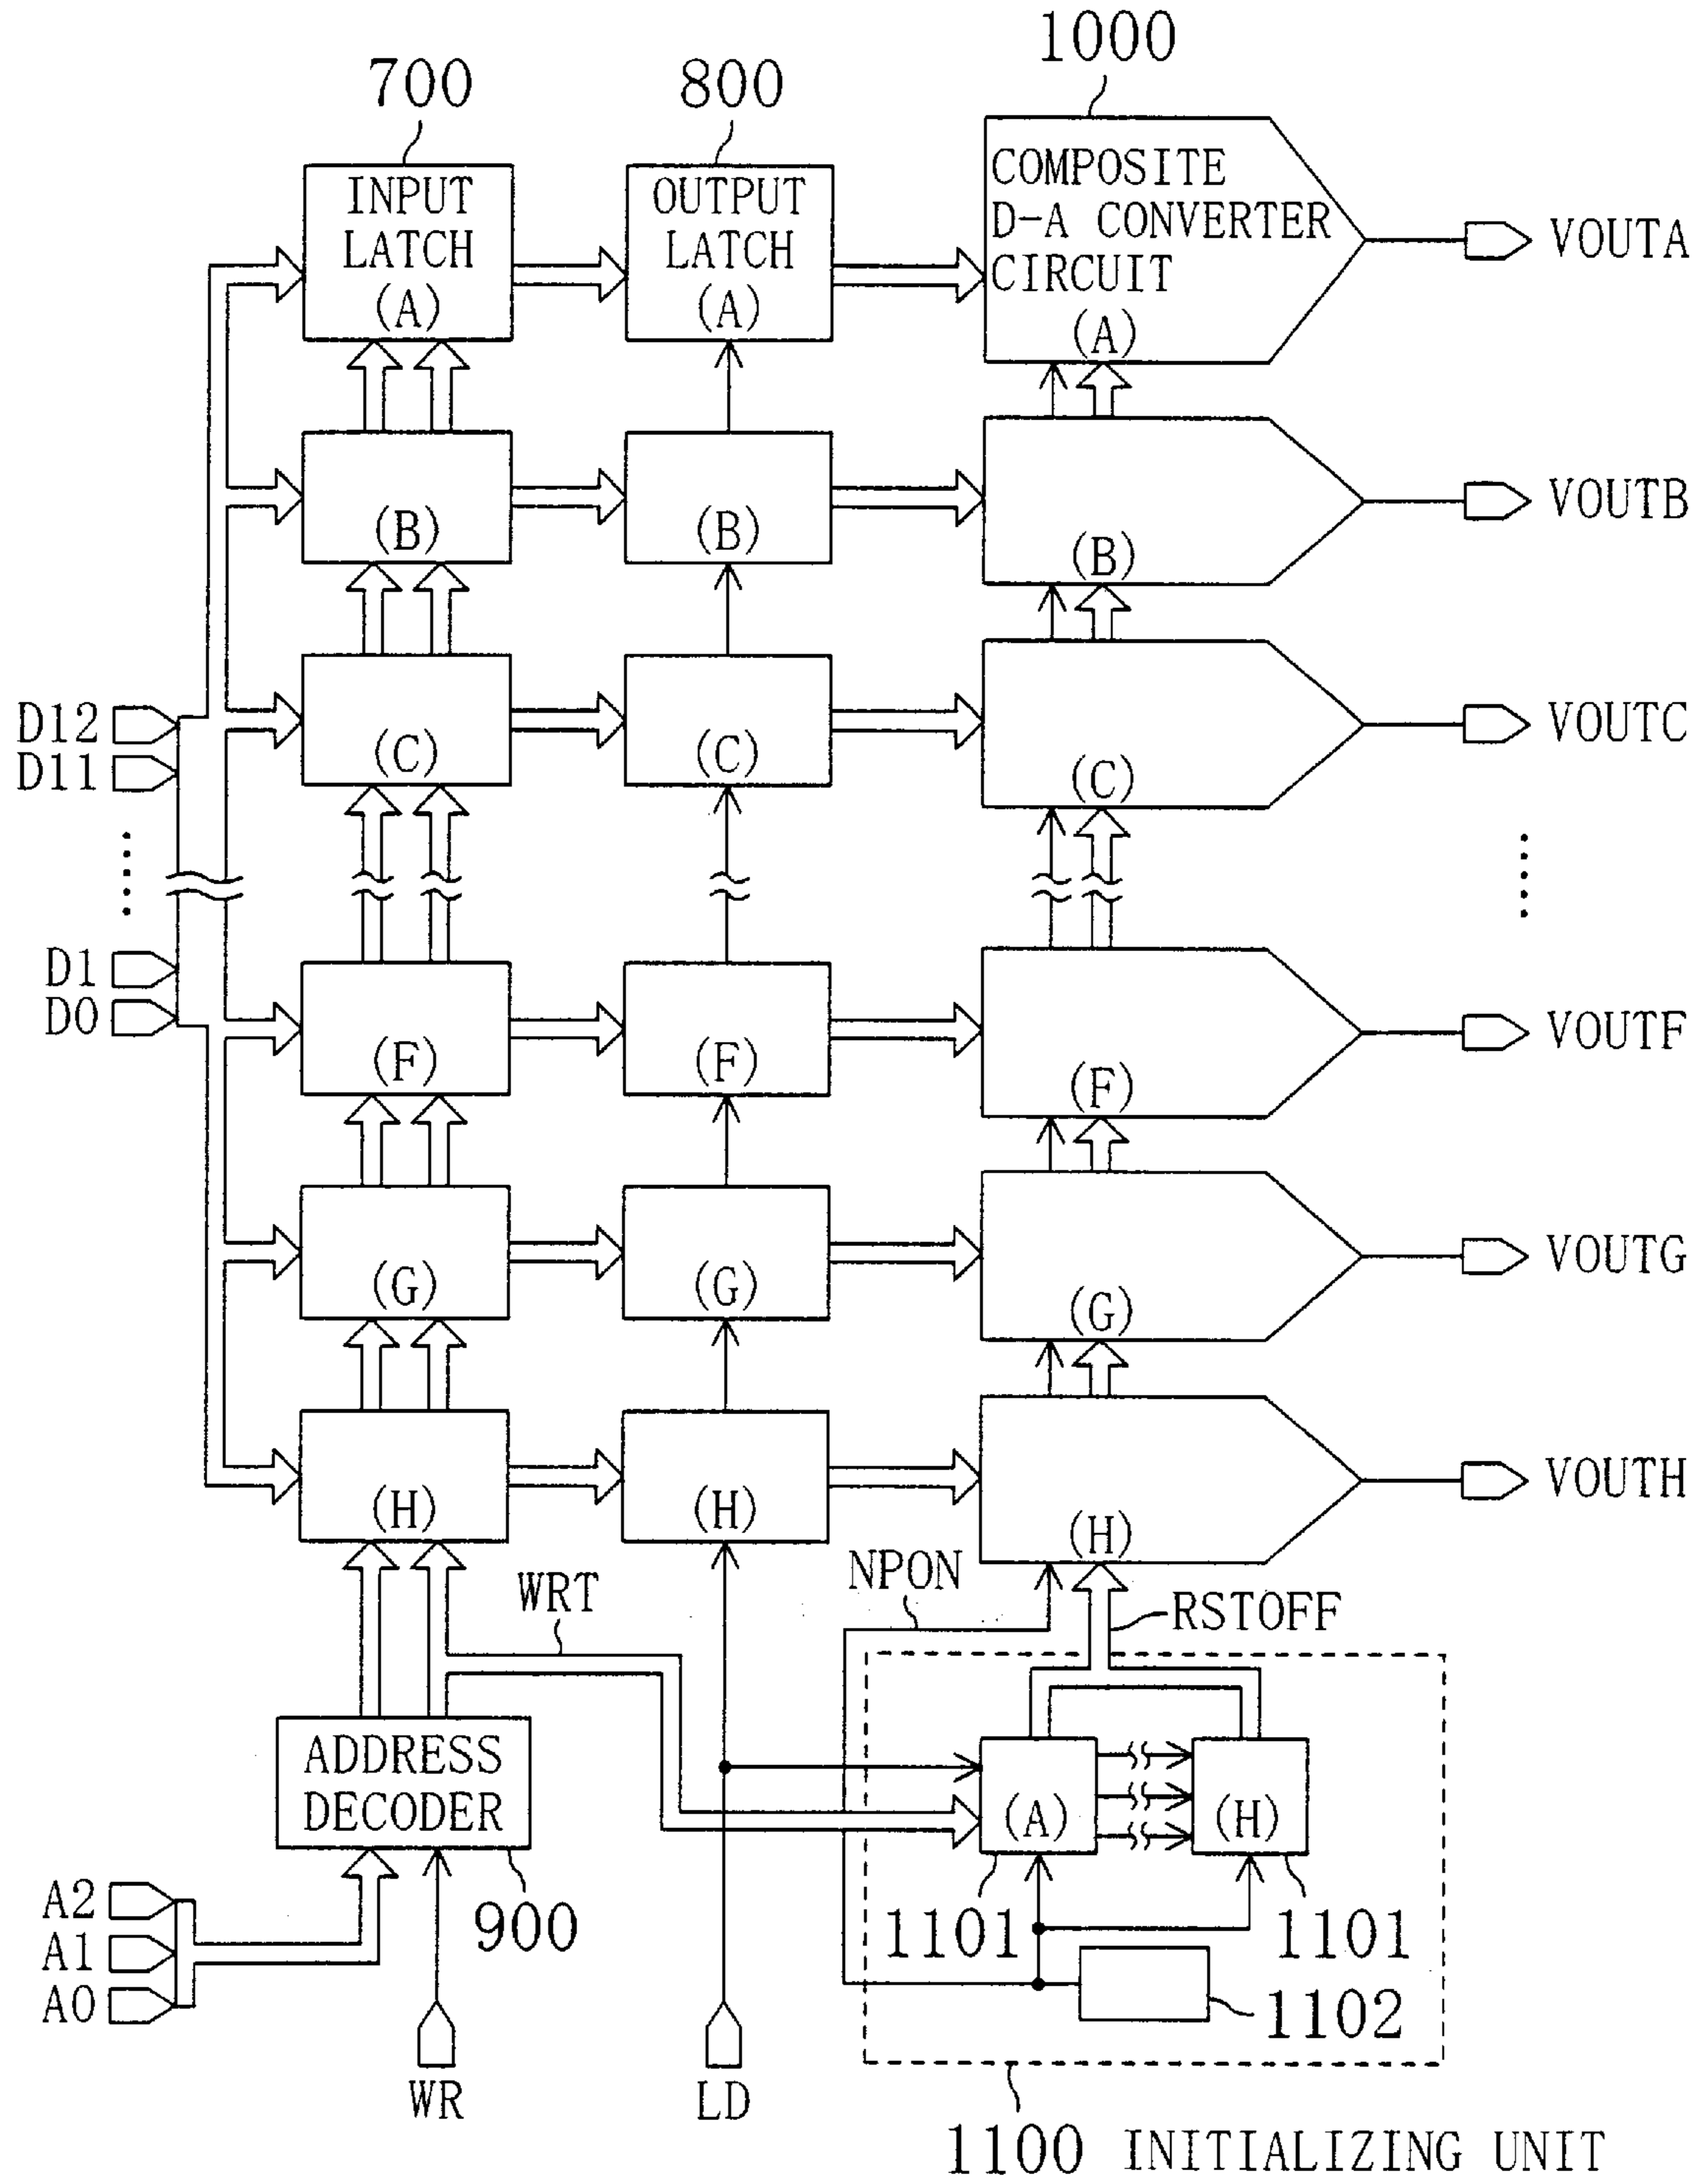 1000
700
800
INPUT
LATCH
(A)
OUTPUT
LATCH
(A)
COMPOSITE
D-A CONVERTER
CIRCUIT
(A)
VOUTA
(B)
(B)
(B)
VOUTB
D12
D11
(C)
(C)
(C)
VOUTC
D1
D0
(F)
(F)
(F)
VOUTF
(G)
(G)
(G)
VOUTG
(H)
(H)
(H)
VOUTH
WRT
NPON
RSTOFF
ADDRESS
DECODER
(A)
(H)
A2
A1
A0
900
1101
1101
1102
WR
LD
1100 INITIALIZING UNIT